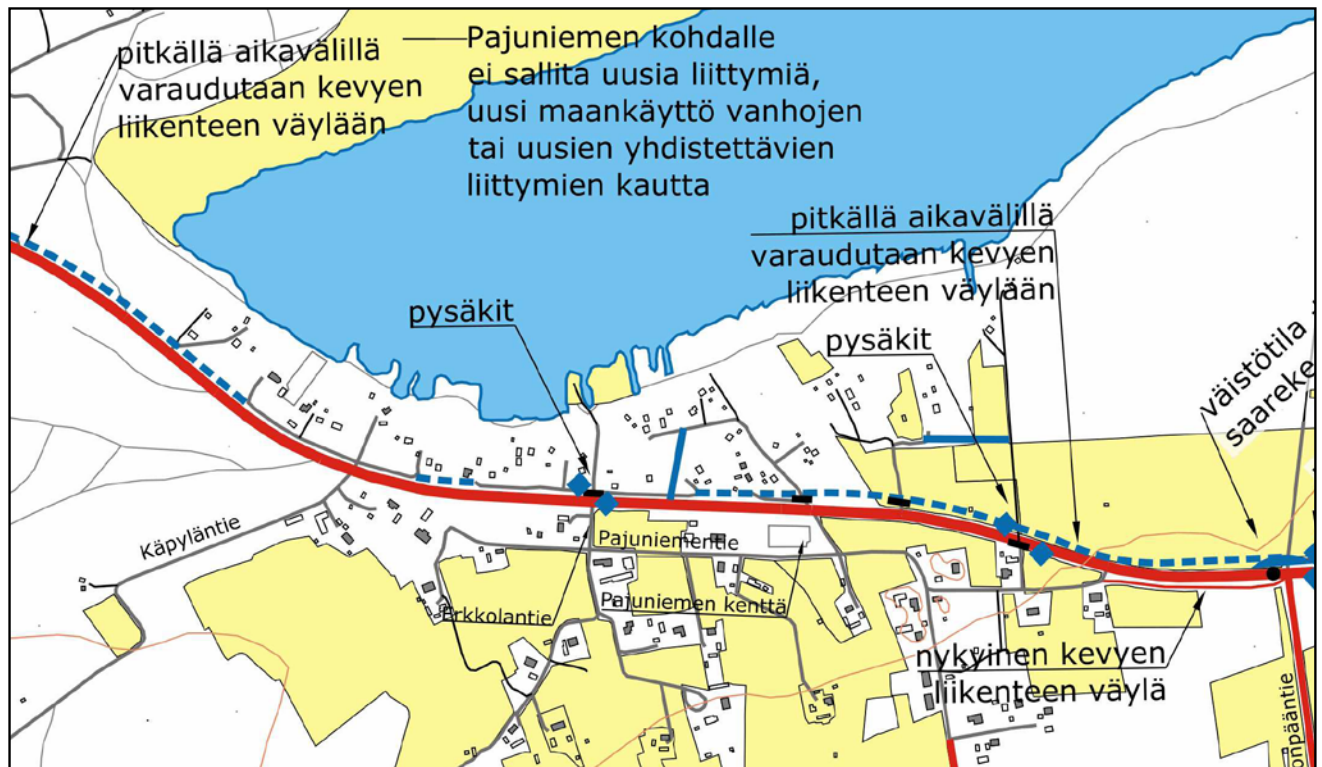 pitkällä aikavälillä
varaudutaan kevyen
liikenteen väylään
Pajuniemen kohdalle
ei sallita uusia liittymiä,
uusi maankäyttö vanhojen
tai uusien yhdistettävien
liittymien kautta
pitkällä aikavälillä
varaudutaan kevyen
liikenteen väylään
pysäkit
pysäkit
väistötila
saareke
Käpyläntie
Pajuniementie
Erkkolantie
Pajuniemen kenttä
nykyinen kevyen
liikenteen väylä
onpääntie